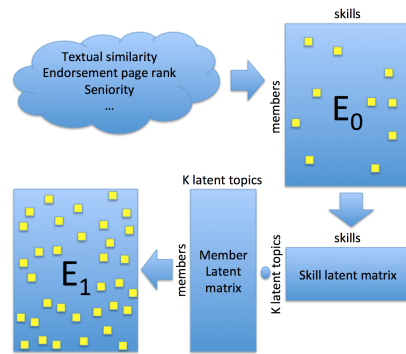 skills
Textual similarity
Endorsement page rank
Seniority
...
members
E0
K latent topics
skills
members
Member
Latent
matrix
K latent topics
Skill latent matrix
E1